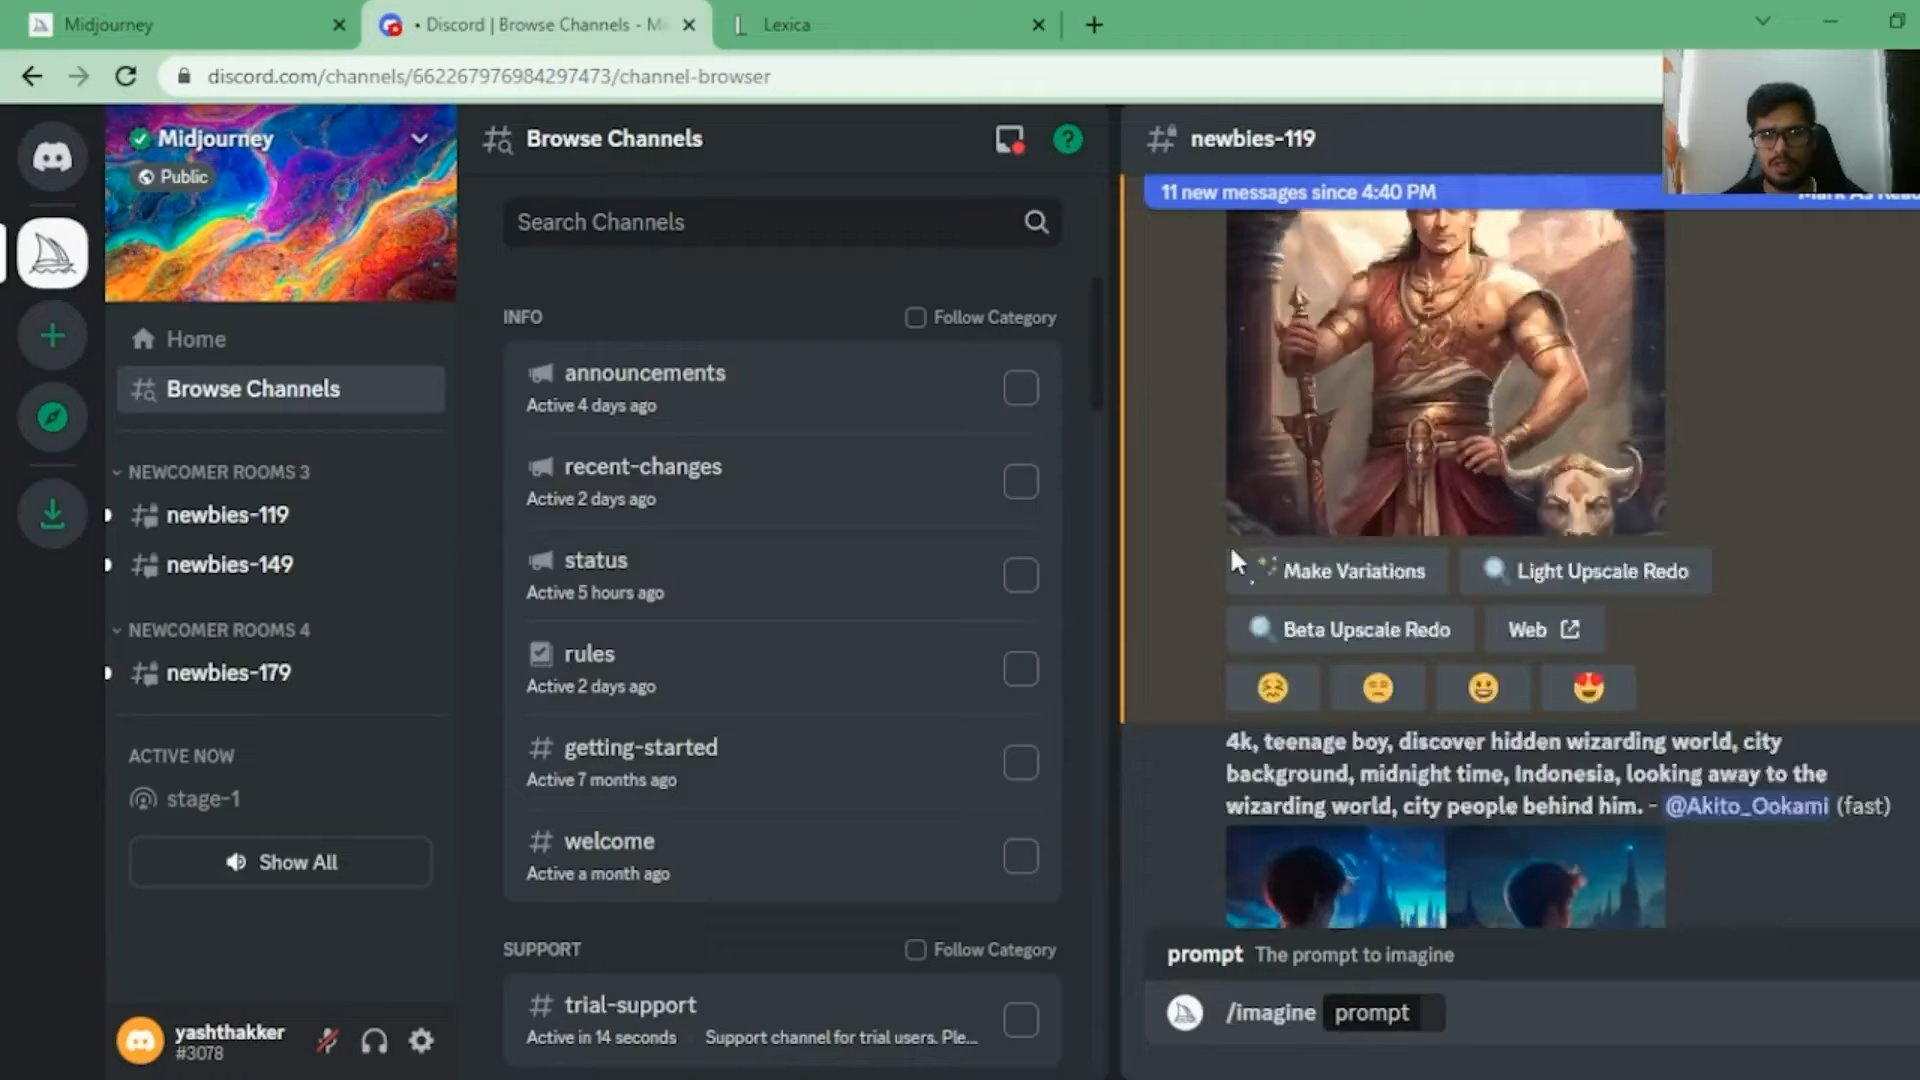 Midjourney
• Discord | Browse Channels - M
Lexica
discord.com/channels/662267976984297473/channel-browser
Midjourney
Public
Home
Browse Channels
NEWCOMER ROOMS 3
newbies-119
newbies-149
NEWCOMER ROOMS 4
newbies-179
ACTIVE NOW
stage-1
Show All
yashthakker
#3078
Browse Channels
Search Channels
INFO
Follow Category
announcements
Active 4 days ago
recent-changes
Active 2 days ago
status
Active 5 hours ago
rules
Active 2 days ago
getting-started
Active 7 months ago
welcome
Active a month ago
SUPPORT
Follow Category
trial-support
Active in 14 seconds Support channel for trial users. Ple...
newbies-119
11 new messages since 4:40 PM
Mark As Read
Make Variations
Light Upscale Redo
Beta Upscale Redo
Web
4k, teenage boy, discover hidden wizarding world, city
background, midnight time, Indonesia, looking away to the
wizarding world, city people behind him. - @Akito_Ookami (fast)
prompt The prompt to imagine
/imagine prompt